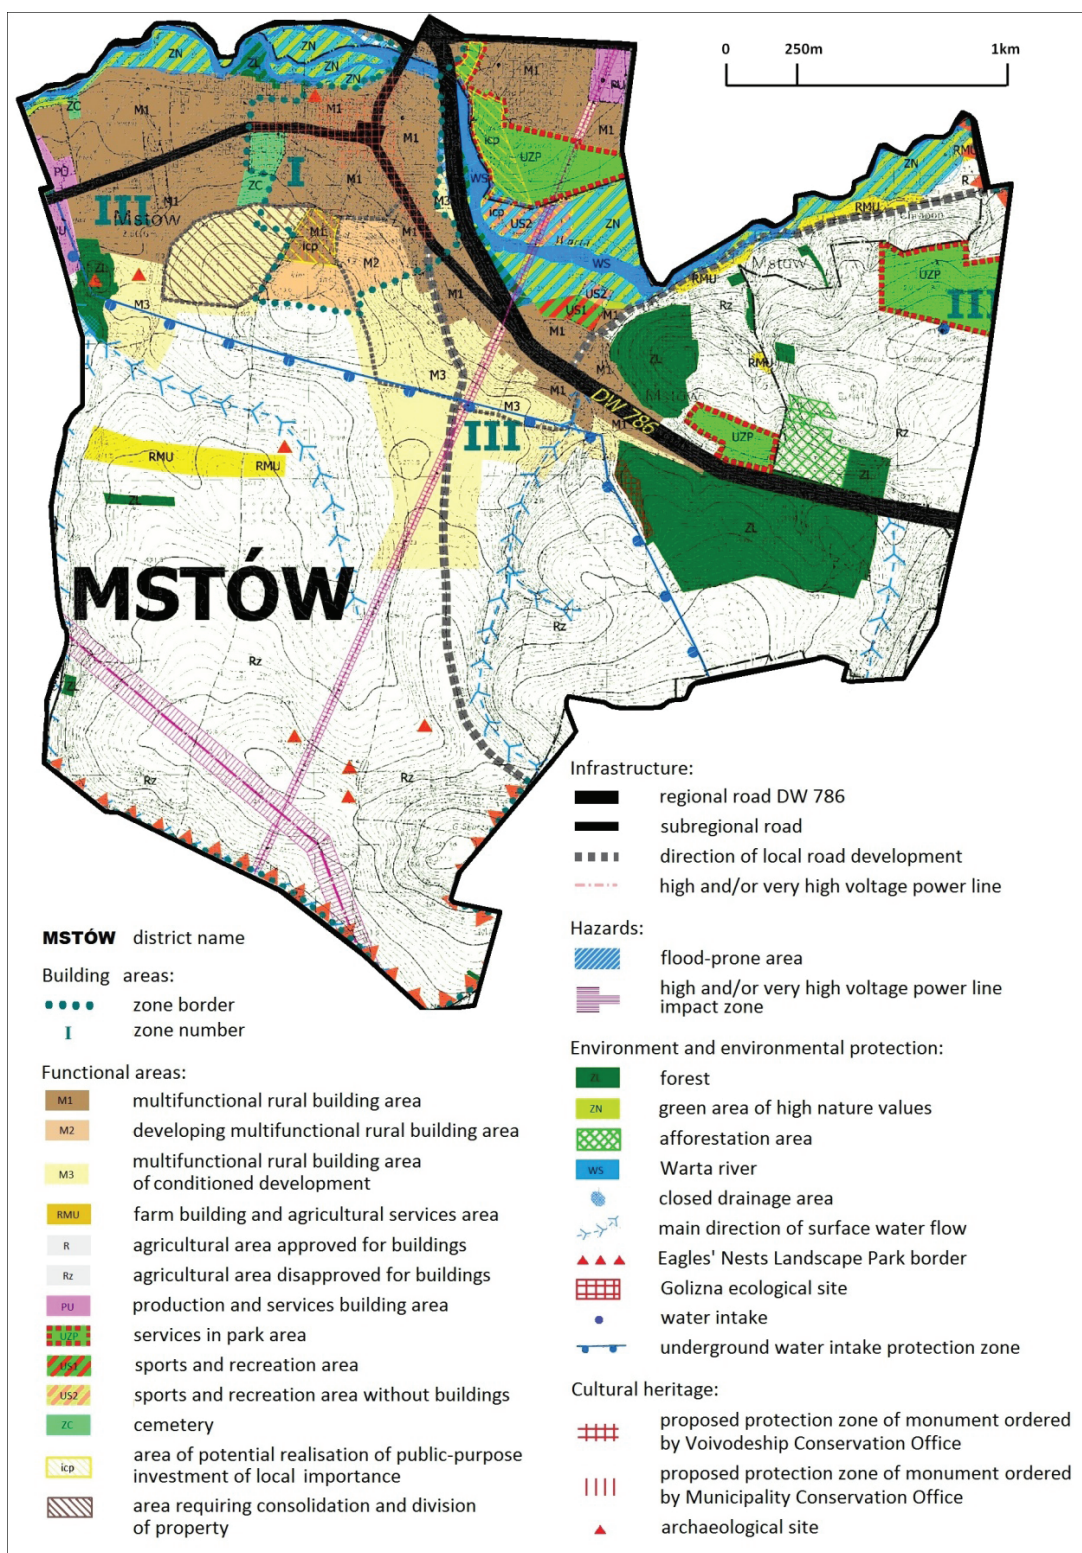 0 250m 1km
ZN
ZN
ZL
ZN
ZN
M1
PU
ZC
M1
M1
M1
M1
icp
UZP
ZN
RMU
PU
I
ZC
M1
WS
R
III
M1
M3
icp
US2
ZN
RMU
Mstów
M1
M1
icp
M2
WS
Mstów
UZP
ZL
M3
M1
US2
RMU
Rz
III
US1
M1
M1
M3
ZL
RMU
M1
M3
DW 786
M1
III
UZP
Rz
RMU
RMU
ZL
ZL
ZL
MSTÓW
Rz
Rz
ZL
Rz
Rz
Infrastructure:
regional road DW 786
subregional road
direction of local road development
high and/or very high voltage power line
Hazards:
flood-prone area
high and/or very high voltage power line
impact zone
Environment and environmental protection:
ZL forest
ZN green area of high nature values
afforestation area
WS Warta river
closed drainage area
main direction of surface water flow
Eagles' Nests Landscape Park border
Golizna ecological site
water intake
underground water intake protection zone
Cultural heritage:
proposed protection zone of monument ordered
by Voivodeship Conservation Office
proposed protection zone of monument ordered
by Municipality Conservation Office
archaeological site
MSTÓW district name
Building areas:
zone border
I zone number
Functional areas:
M1 multifunctional rural building area
M2 developing multifunctional rural building area
M3 multifunctional rural building area
of conditioned development
RMU farm building and agricultural services area
R agricultural area approved for buildings
Rz agricultural area disapproved for buildings
PU production and services building area
UZP services in park area
US1 sports and recreation area
US2 sports and recreation area without buildings
ZC cemetery
icp area of potential realisation of public-purpose
investment of local importance
area requiring consolidation and division
of property